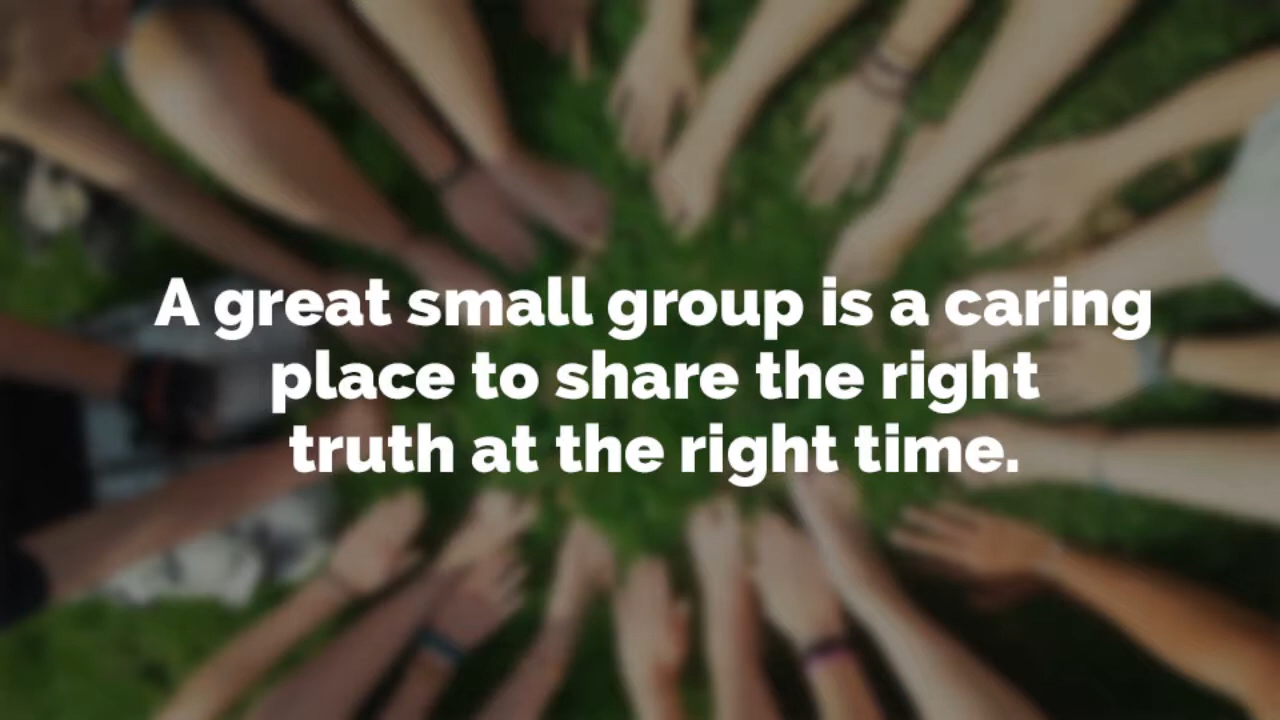 A great small group is a caring
place to share the right
truth at the right time.